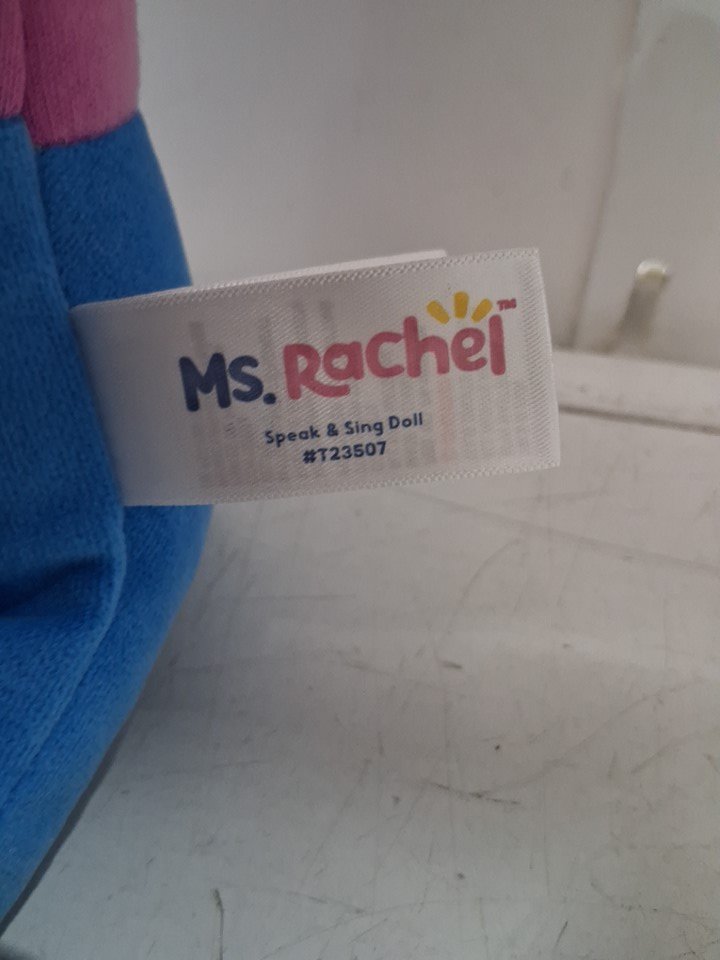 Ms. Rachel™
Speak & Sing Doll
#T23507